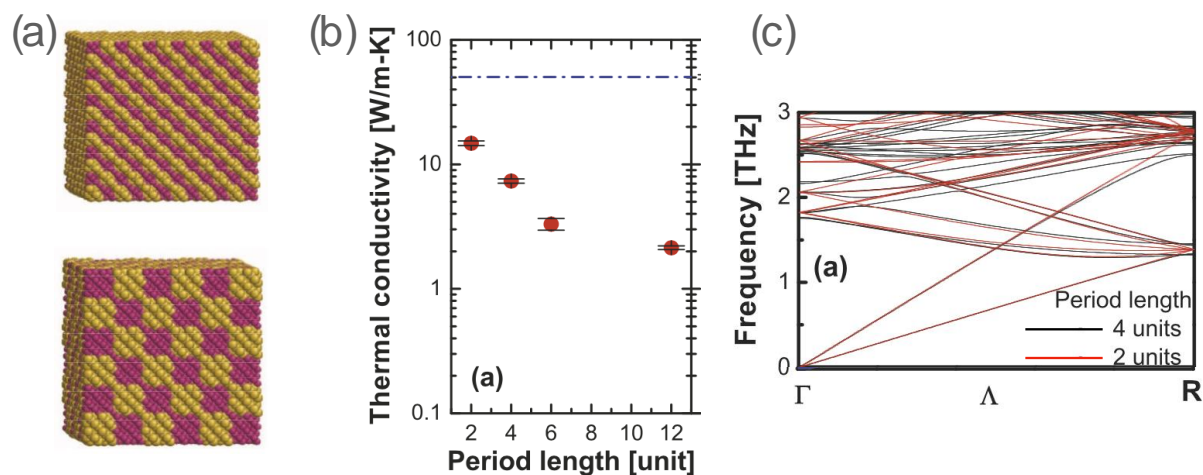 (a)
(b)
Thermal conductivity [W/m-K]
100
10
1
0.1
(a)
2 4 6 8 10 12
Period length [unit]
(c)
Frequency [THz]
3
2
1
0
(a)
Period length
4 units
2 units
Γ Λ R